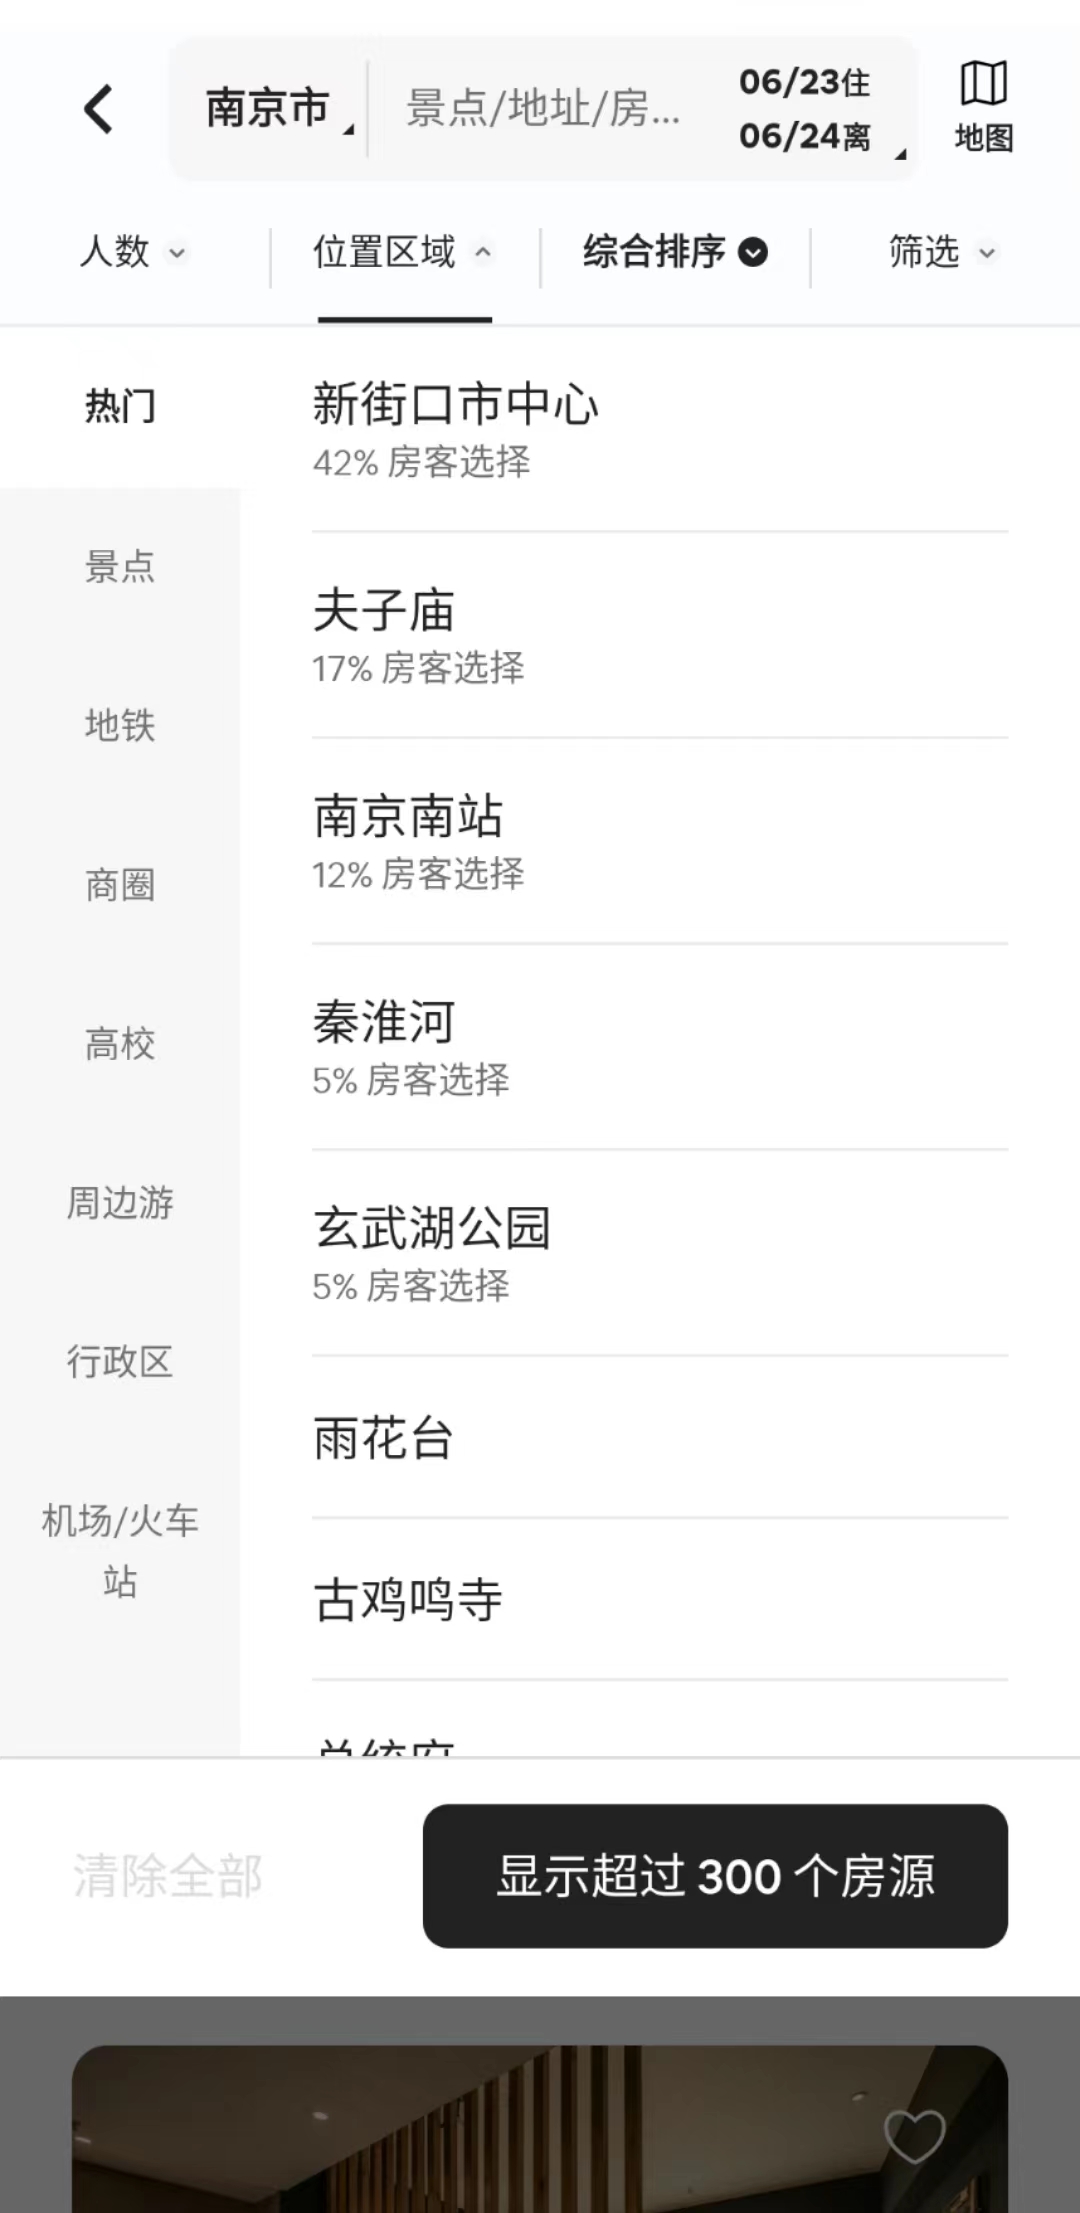 南京市
景点/地址/房...
06/23住
06/24离
地图
人数
位置区域
综合排序
筛选
热门
景点
地铁
商圈
高校
周边游
行政区
机场/火车
站
新街口市中心
42% 房客选择
夫子庙
17% 房客选择
南京南站
12% 房客选择
秦淮河
5% 房客选择
玄武湖公园
5% 房客选择
雨花台
古鸡鸣寺
总统府
清除全部
显示超过 300 个房源